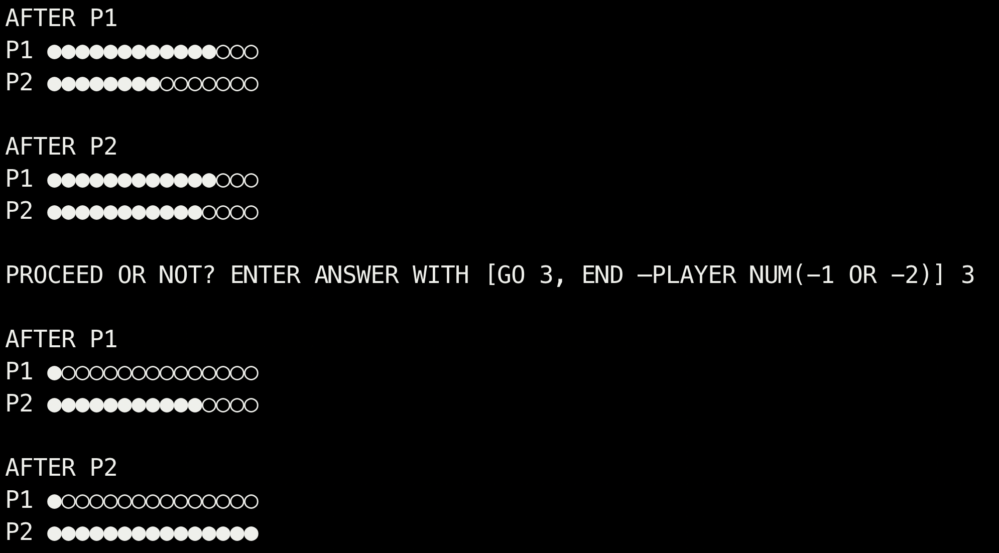 AFTER P1
P1 ●●●●●●●●●●●●○○○
P2 ●●●●●●●●○○○○○○○
AFTER P2
P1 ●●●●●●●●●●●●○○○
P2 ●●●●●●●●●●●○○○○
PROCEED OR NOT? ENTER ANSWER WITH [GO 3, END –PLAYER NUM(−1 OR −2)] 3
AFTER P1
P1 ●○○○○○○○○○○○○○○
P2 ●●●●●●●●●●●○○○○
AFTER P2
P1 ●○○○○○○○○○○○○○○
P2 ●●●●●●●●●●●●●●●